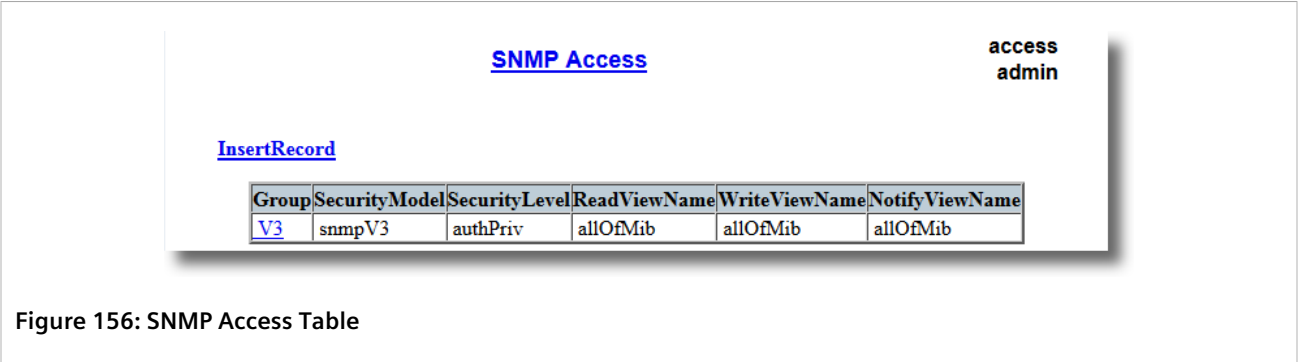 SNMP Access
access
admin
InsertRecord
Group SecurityModel SecurityLevel ReadViewName WriteViewName NotifyViewName
V3 snmpV3 authPriv allOfMib allOfMib allOfMib
Figure 156: SNMP Access Table